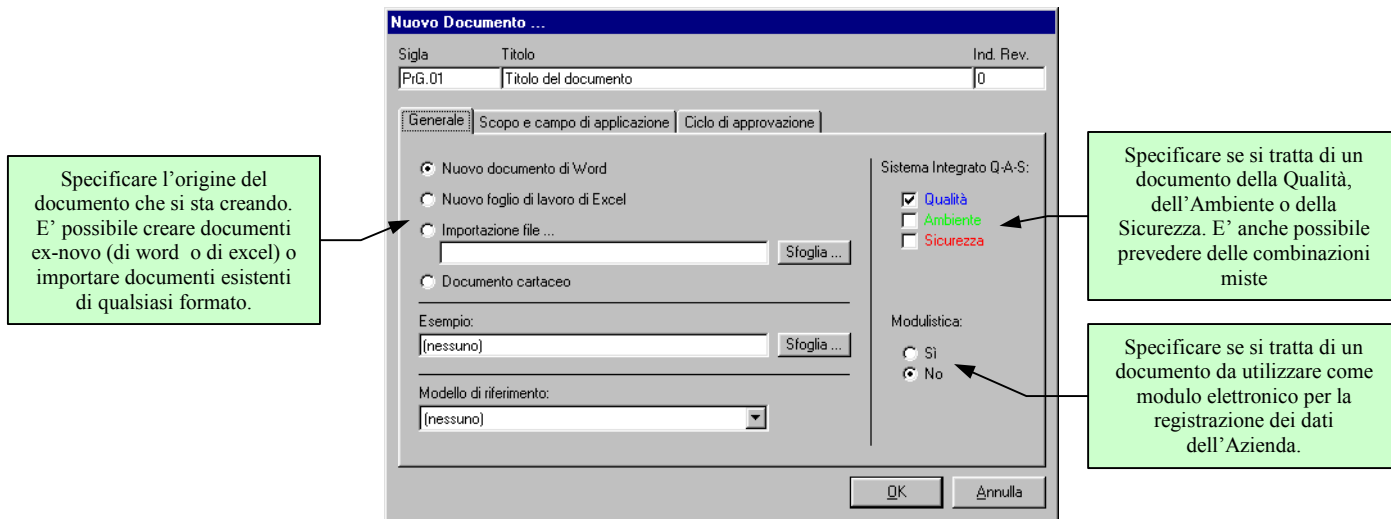 Nuovo Documento ...
Sigla Titolo Ind. Rev.
PrG.01 Titolo del documento 0
Generale Scopo e campo di applicazione Ciclo di approvazione
Nuovo documento di Word
Nuovo foglio di lavoro di Excel
Importazione file ...
Sfoglia ...
Documento cartaceo
Esempio:
(nessuno) Sfoglia ...
Modello di riferimento:
(nessuno)
Sistema Integrato Q-A-S:
Qualità
Ambiente
Sicurezza
Modulistica:
Sì
No
OK Annulla
Specificare l’origine del
documento che si sta creando.
E’ possibile creare documenti
ex-novo (di word o di excel) o
importare documenti esistenti
di qualsiasi formato.
Specificare se si tratta di un
documento della Qualità,
dell’Ambiente o della
Sicurezza. E’ anche possibile
prevedere delle combinazioni
miste
Specificare se si tratta di un
documento da utilizzare come
modulo elettronico per la
registrazione dei dati
dell’Azienda.